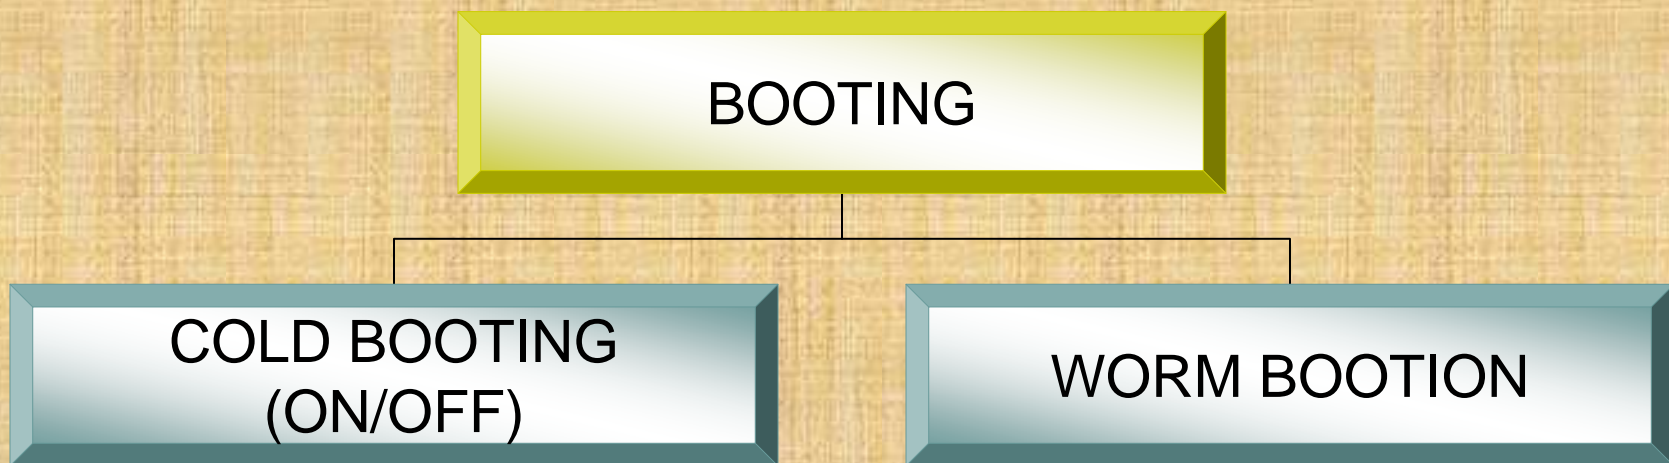 BOOTING
COLD BOOTING
(ON/OFF)
WORM BOOTION